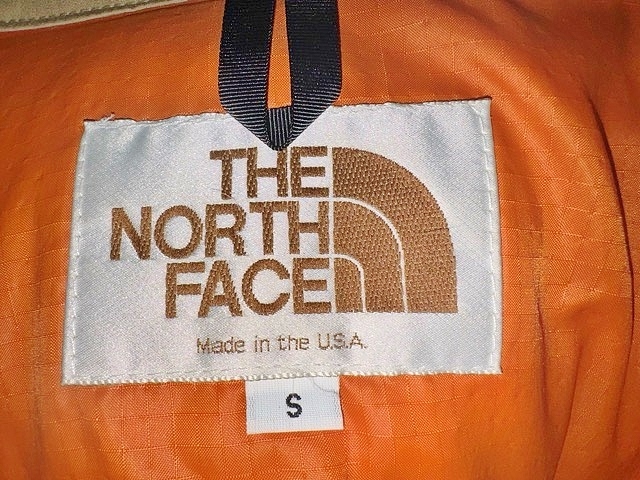 THE
NORTH
FACE
Made in the U.S.A.
S